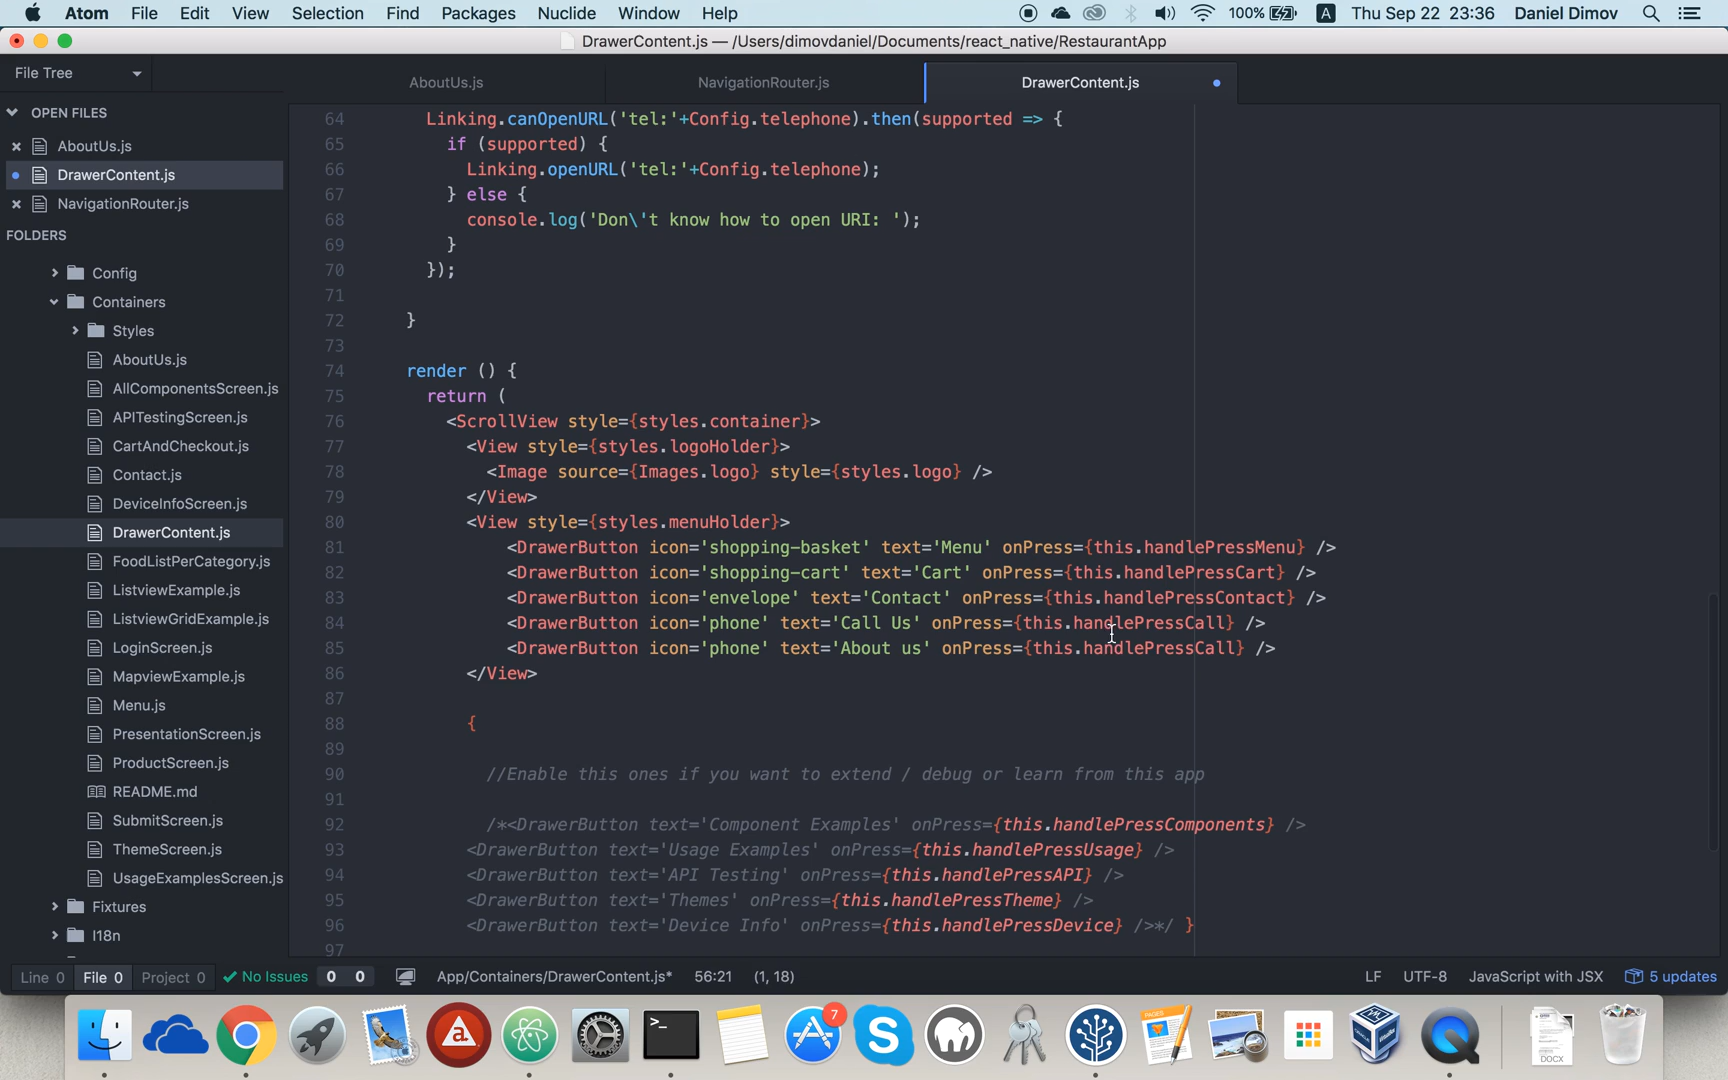 Atom File Edit View Selection Find Packages Nuclide Window Help 100% A Thu Sep 22 23:36 Daniel Dimov
DrawerContent.js — /Users/dimovdaniel/Documents/react_native/RestaurantApp
File Tree
AboutUs.js NavigationRouter.js DrawerContent.js
OPEN FILES
AboutUs.js
DrawerContent.js
NavigationRouter.js
FOLDERS
Config
Containers
Styles
AboutUs.js
AllComponentsScreen.js
APITestingScreen.js
CartAndCheckout.js
Contact.js
DeviceInfoScreen.js
DrawerContent.js
FoodListPerCategory.js
ListviewExample.js
ListviewGridExample.js
LoginScreen.js
MapviewExample.js
Menu.js
PresentationScreen.js
ProductScreen.js
README.md
SubmitScreen.js
ThemeScreen.js
UsageExamplesScreen.js
Fixtures
I18n
64 Linking.canOpenURL('tel:'+Config.telephone).then(supported => {
65 if (supported) {
66 Linking.openURL('tel:'+Config.telephone);
67 } else {
68 console.log('Don\'t know how to open URI: ');
69 }
70 });
71
72 }
73
74 render () {
75 return (
76 <ScrollView style={styles.container}>
77 <View style={styles.logoHolder}>
78 <Image source={Images.logo} style={styles.logo} />
79 </View>
80 <View style={styles.menuHolder}>
81 <DrawerButton icon='shopping-basket' text='Menu' onPress={this.handlePressMenu} />
82 <DrawerButton icon='shopping-cart' text='Cart' onPress={this.handlePressCart} />
83 <DrawerButton icon='envelope' text='Contact' onPress={this.handlePressContact} />
84 <DrawerButton icon='phone' text='Call Us' onPress={this.handlePressCall} />
85 <DrawerButton icon='phone' text='About us' onPress={this.handlePressCall} />
86 </View>
87
88 {
89
90 //Enable this ones if you want to extend / debug or learn from this app
91
92 /*<DrawerButton text='Component Examples' onPress={this.handlePressComponents} />
93 <DrawerButton text='Usage Examples' onPress={this.handlePressUsage} />
94 <DrawerButton text='API Testing' onPress={this.handlePressAPI} />
95 <DrawerButton text='Themes' onPress={this.handlePressTheme} />
96 <DrawerButton text='Device Info' onPress={this.handlePressDevice} />*/ }
97
Line 0 File 0 Project 0 No Issues 0 0 App/Containers/DrawerContent.js* 56:21 (1, 18) LF UTF-8 JavaScript with JSX 5 updates
7
PAGES
DOCX